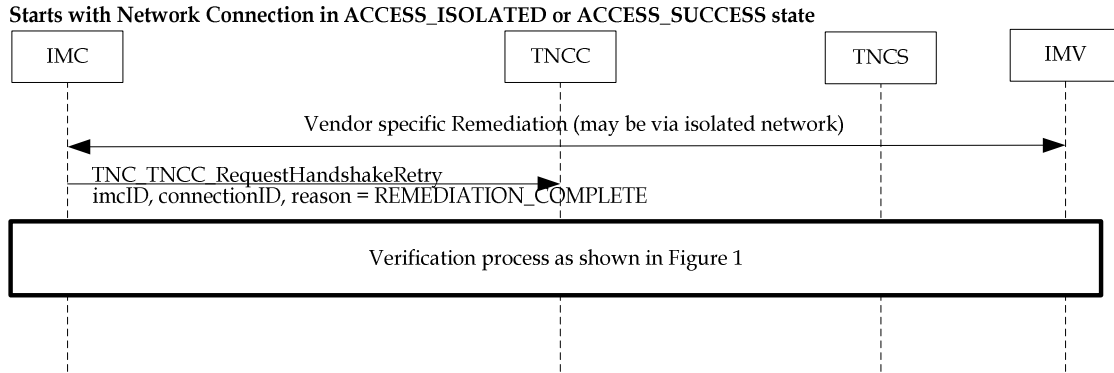 Starts with Network Connection in ACCESS_ISOLATED or ACCESS_SUCCESS state
IMC
TNCC
TNCS
IMV
Vendor specific Remediation (may be via isolated network)
TNC_TNCC_RequestHandshakeRetry
imcID, connectionID, reason = REMEDIATION_COMPLETE
Verification process as shown in Figure 1